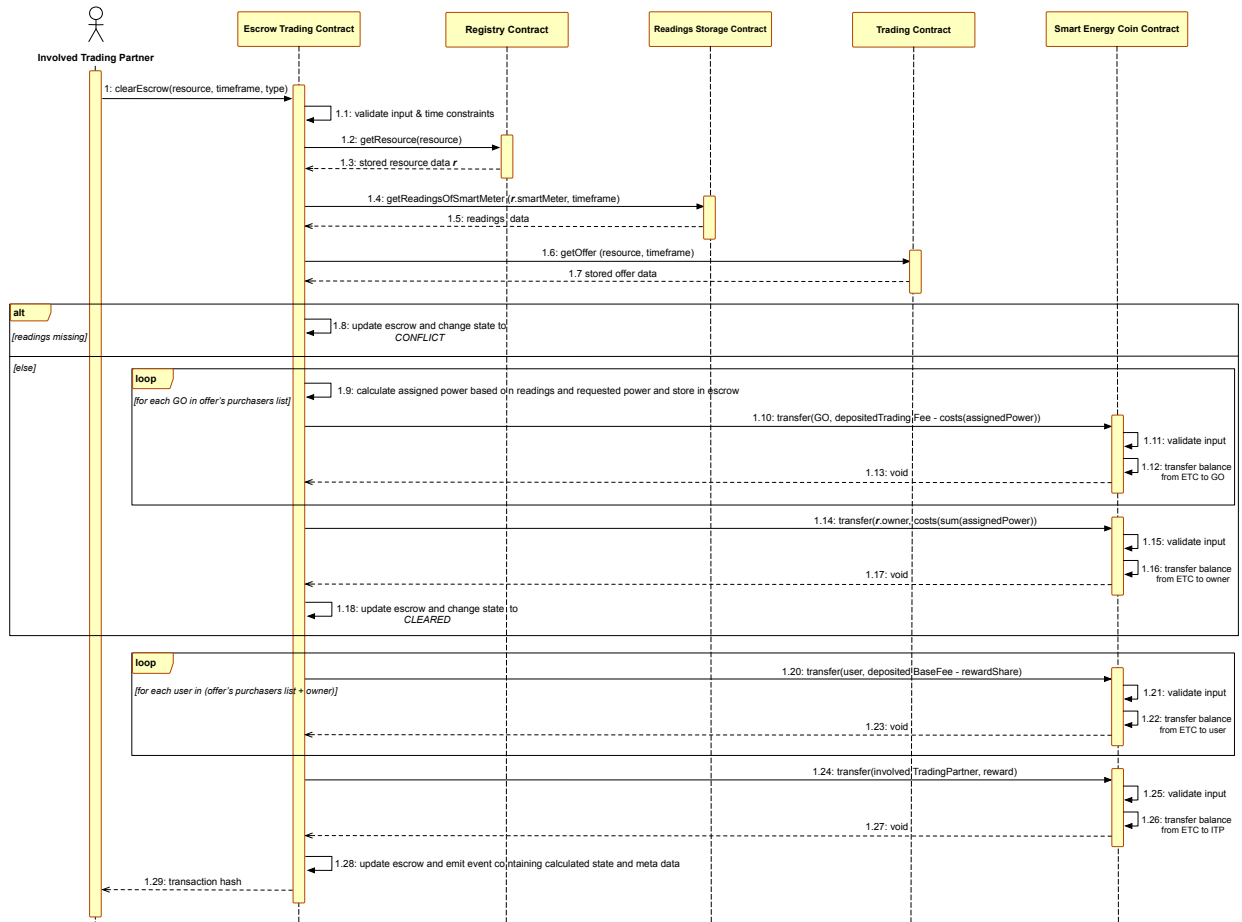 Escrow Trading Contract
Registry Contract
Readings Storage Contract
Trading Contract
Smart Energy Coin Contract
Involved Trading Partner
1: clearEscrow(resource, timeframe, type)
1.1: validate input & time constraints
1.2: getResource(resource)
1.3: stored resource data r
1.4: getReadingsOfSmartMeter (r.smartMeter, timeframe)
1.5: readings data
1.6: getOffer (resource, timeframe)
1.7 stored offer data
alt
[readings missing]
1.8: update escrow and change state to
CONFLICT
[else]
loop
[for each GO in offer's purchasers list]
1.9: calculate assigned power based on readings and requested power and store in escrow
1.10: transfer(GO, depositedTrading Fee - costs(assignedPower))
1.11: validate input
1.12: transfer balance
from ETC to GO
1.13: void
1.14: transfer(r.owner, costs(sum(assignedPower))
1.15: validate input
1.16: transfer balance
from ETC to owner
1.17: void
1.18: update escrow and change state to
CLEARED
loop
[for each user in (offer's purchasers list + owner)]
1.20: transfer(user, deposited BaseFee - rewardShare)
1.21: validate input
1.22: transfer balance
from ETC to user
1.23: void
1.24: transfer(involved TradingPartner, reward)
1.25: validate input
1.26: transfer balance
from ETC to ITP
1.27: void
1.28: update escrow and emit event containing calculated state and meta data
1.29: transaction hash